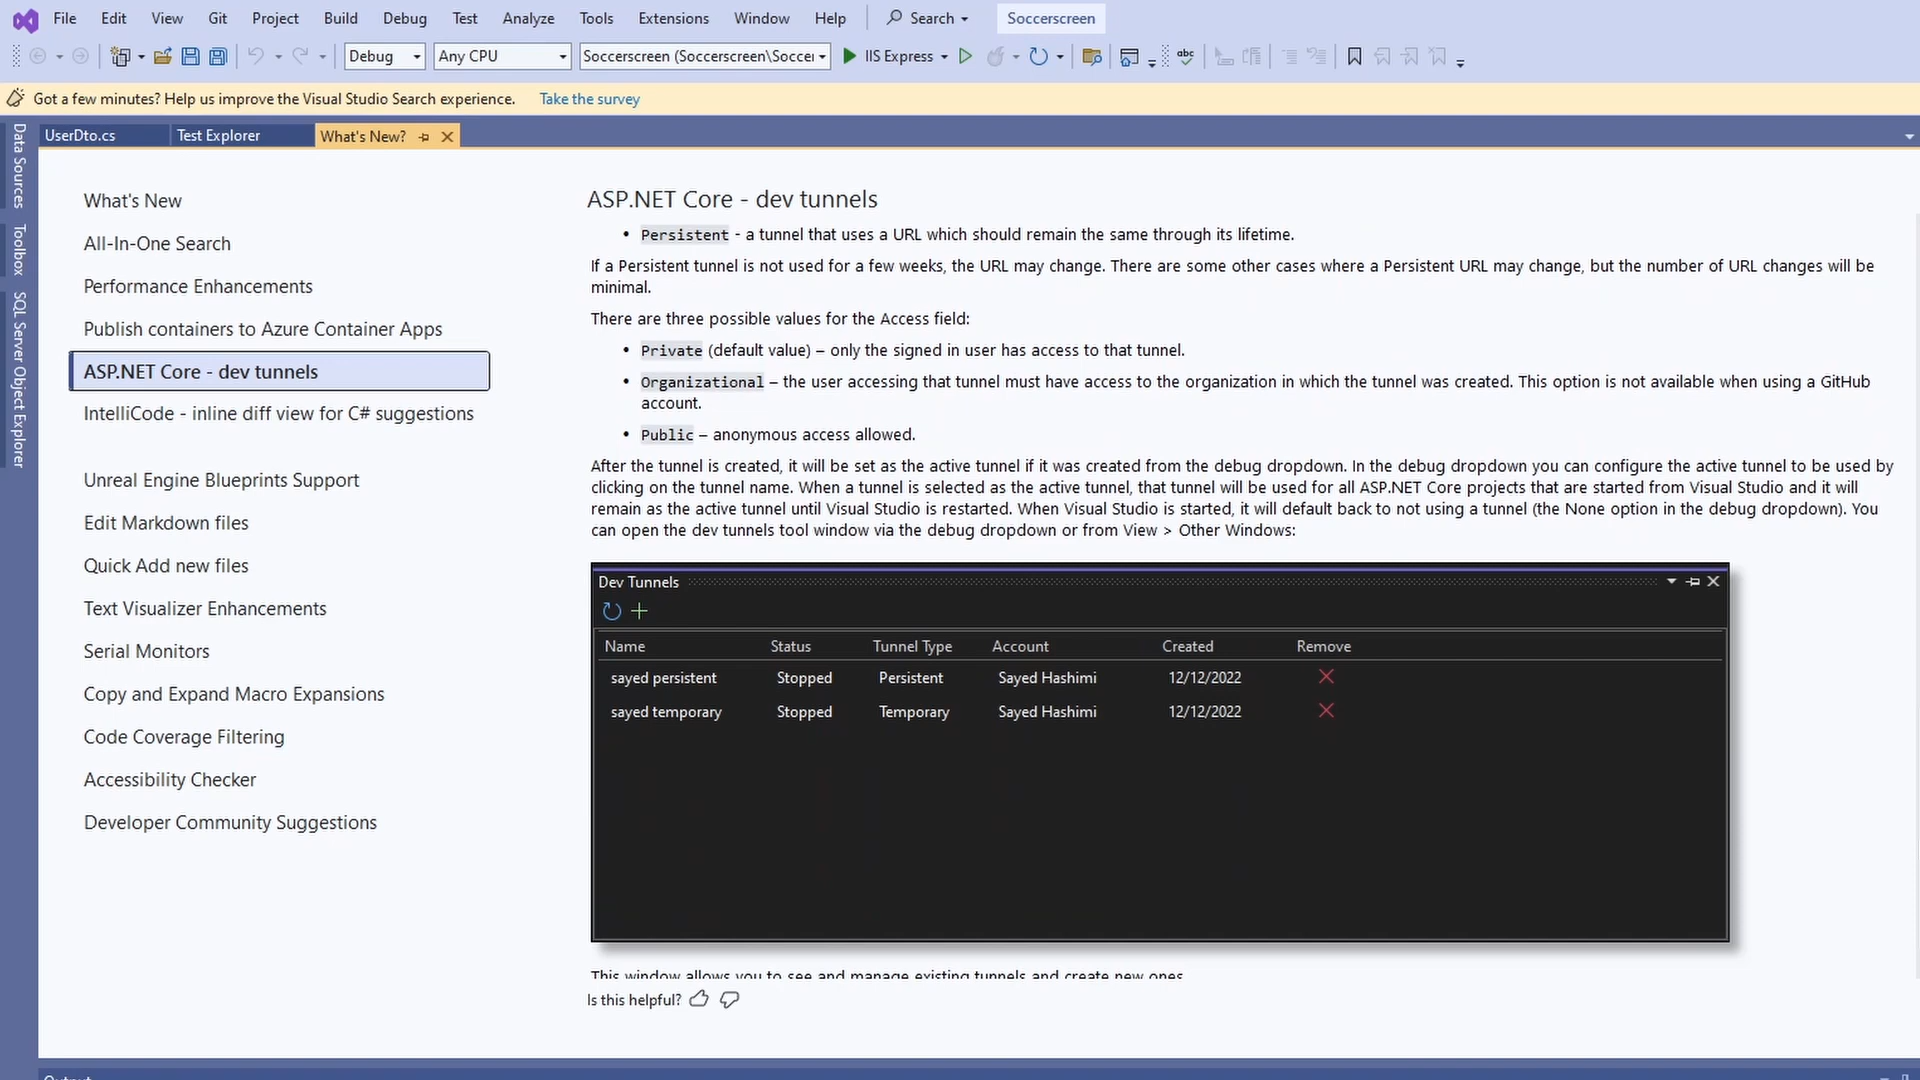 File Edit View Git Project Build Debug Test Analyze Tools Extensions Window Help Search Soccerscreen
Debug Any CPU Soccerscreen (Soccerscreen\Soccer IIS Express abc
Got a few minutes? Help us improve the Visual Studio Search experience. Take the survey
Data Sources
Toolbox
SQL Server Object Explorer
UserDto.cs Test Explorer What's New?
What's New
All-In-One Search
Performance Enhancements
Publish containers to Azure Container Apps
ASP.NET Core - dev tunnels
IntelliCode - inline diff view for C# suggestions
Unreal Engine Blueprints Support
Edit Markdown files
Quick Add new files
Text Visualizer Enhancements
Serial Monitors
Copy and Expand Macro Expansions
Code Coverage Filtering
Accessibility Checker
Developer Community Suggestions
ASP.NET Core - dev tunnels
• Persistent - a tunnel that uses a URL which should remain the same through its lifetime.
If a Persistent tunnel is not used for a few weeks, the URL may change. There are some other cases where a Persistent URL may change, but the number of URL changes will be
minimal.
There are three possible values for the Access field:
• Private (default value) – only the signed in user has access to that tunnel.
• Organizational – the user accessing that tunnel must have access to the organization in which the tunnel was created. This option is not available when using a GitHub
account.
• Public – anonymous access allowed.
After the tunnel is created, it will be set as the active tunnel if it was created from the debug dropdown. In the debug dropdown you can configure the active tunnel to be used by
clicking on the tunnel name. When a tunnel is selected as the active tunnel, that tunnel will be used for all ASP.NET Core projects that are started from Visual Studio and it will
remain as the active tunnel until Visual Studio is restarted. When Visual Studio is started, it will default back to not using a tunnel (the None option in the debug dropdown). You
can open the dev tunnels tool window via the debug dropdown or from View > Other Windows:
Dev Tunnels
Name Status Tunnel Type Account Created Remove
sayed persistent Stopped Persistent Sayed Hashimi 12/12/2022
sayed temporary Stopped Temporary Sayed Hashimi 12/12/2022
This window allows you to see and manage existing tunnels and create new ones
Is this helpful?
Output